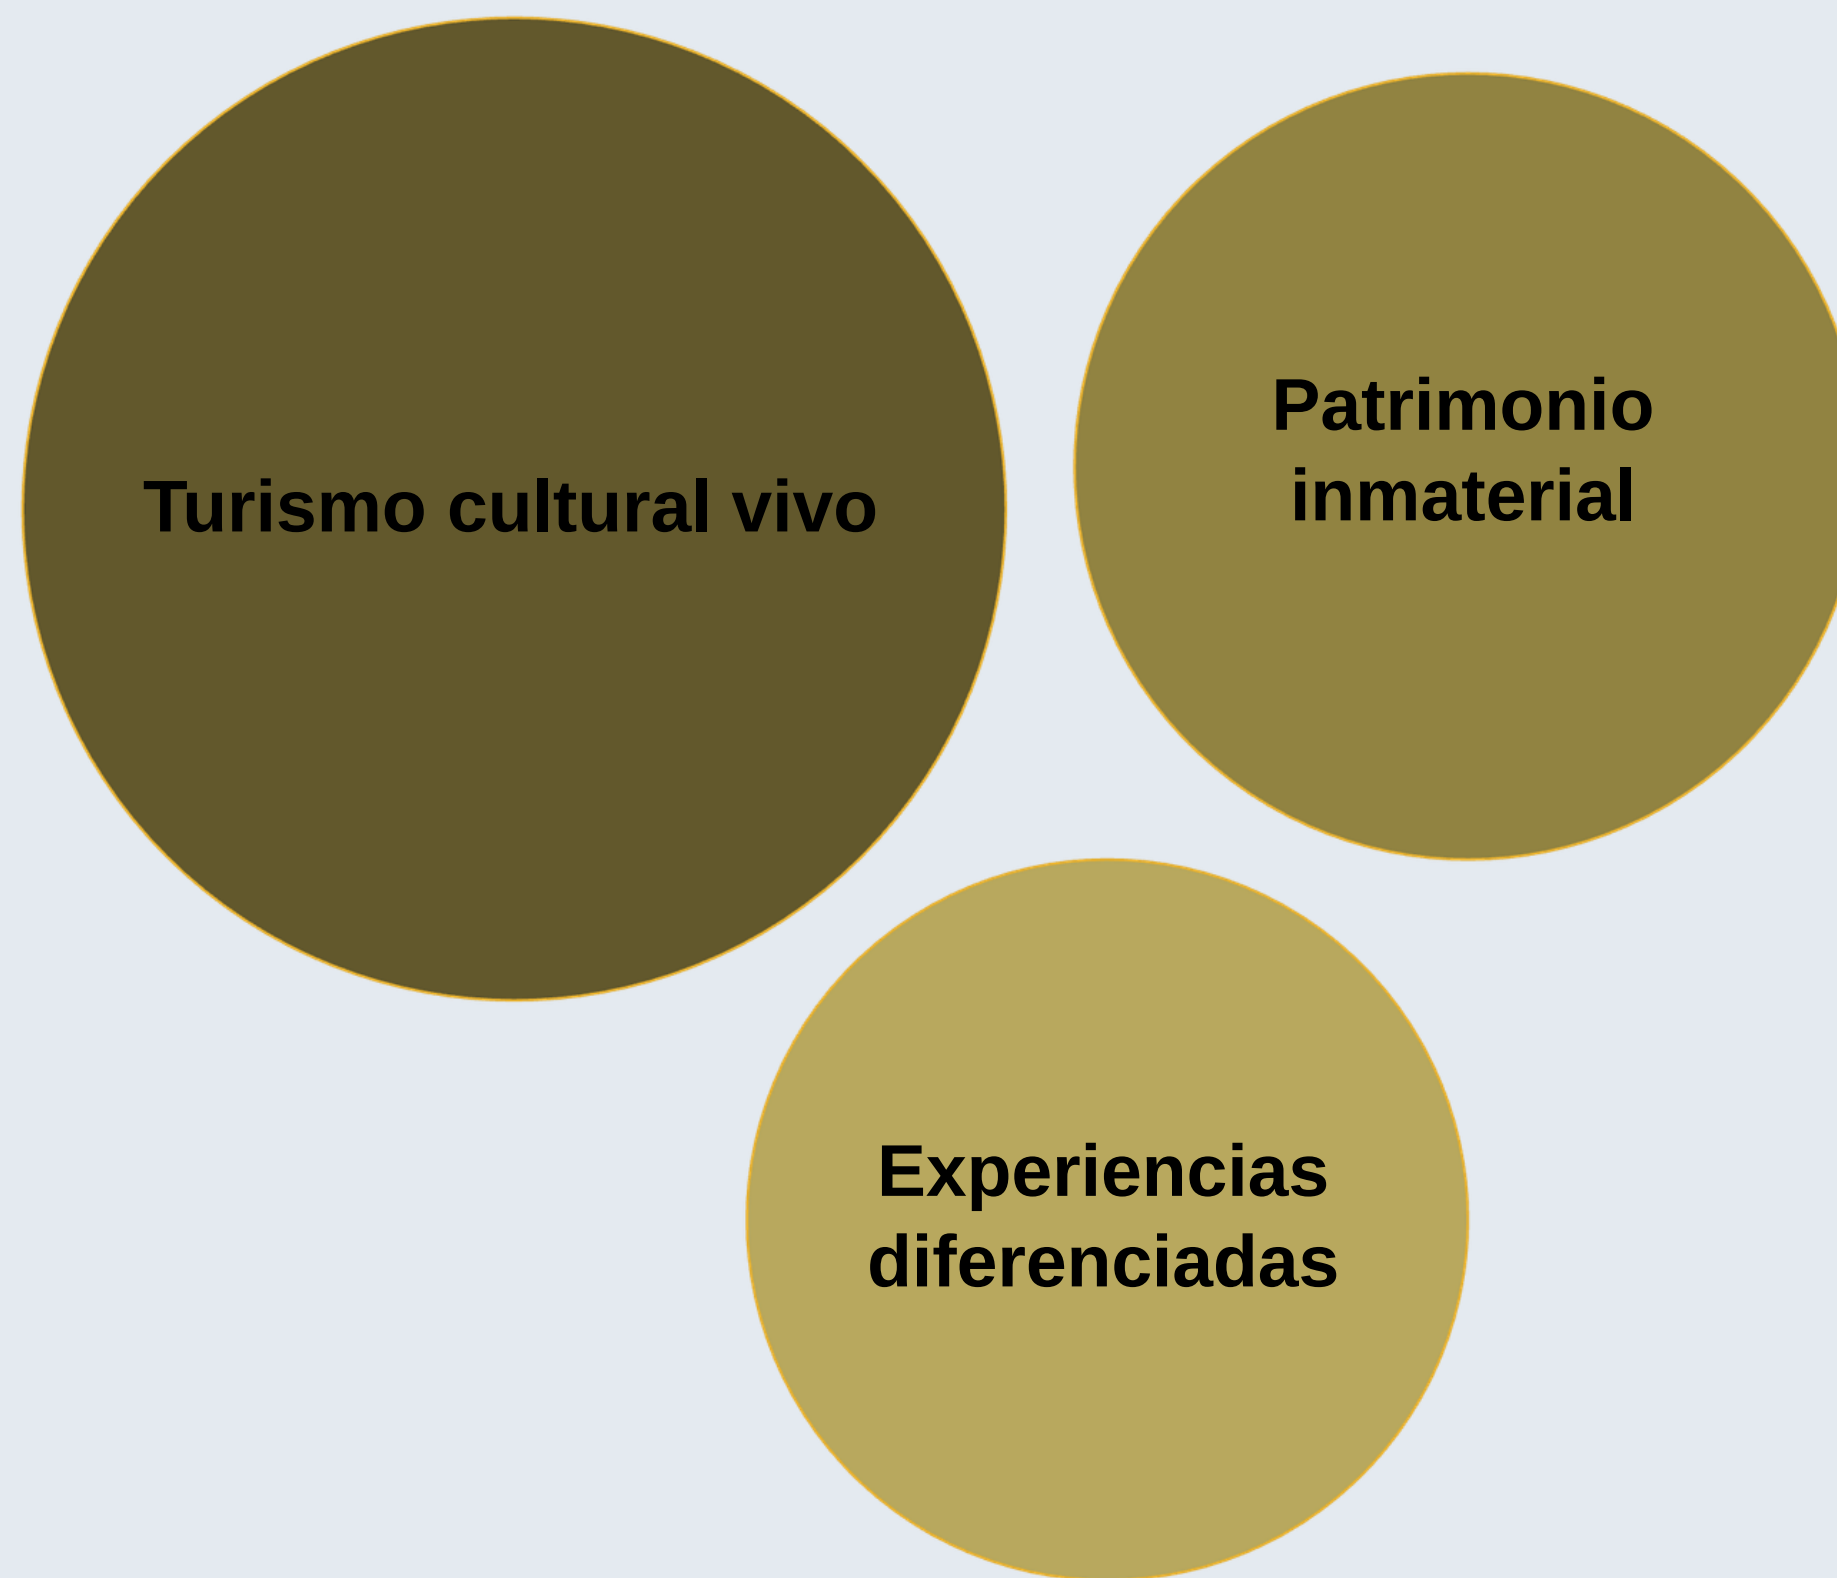 Turismo cultural vivo
Patrimonio
inmaterial
Experiencias
diferenciadas